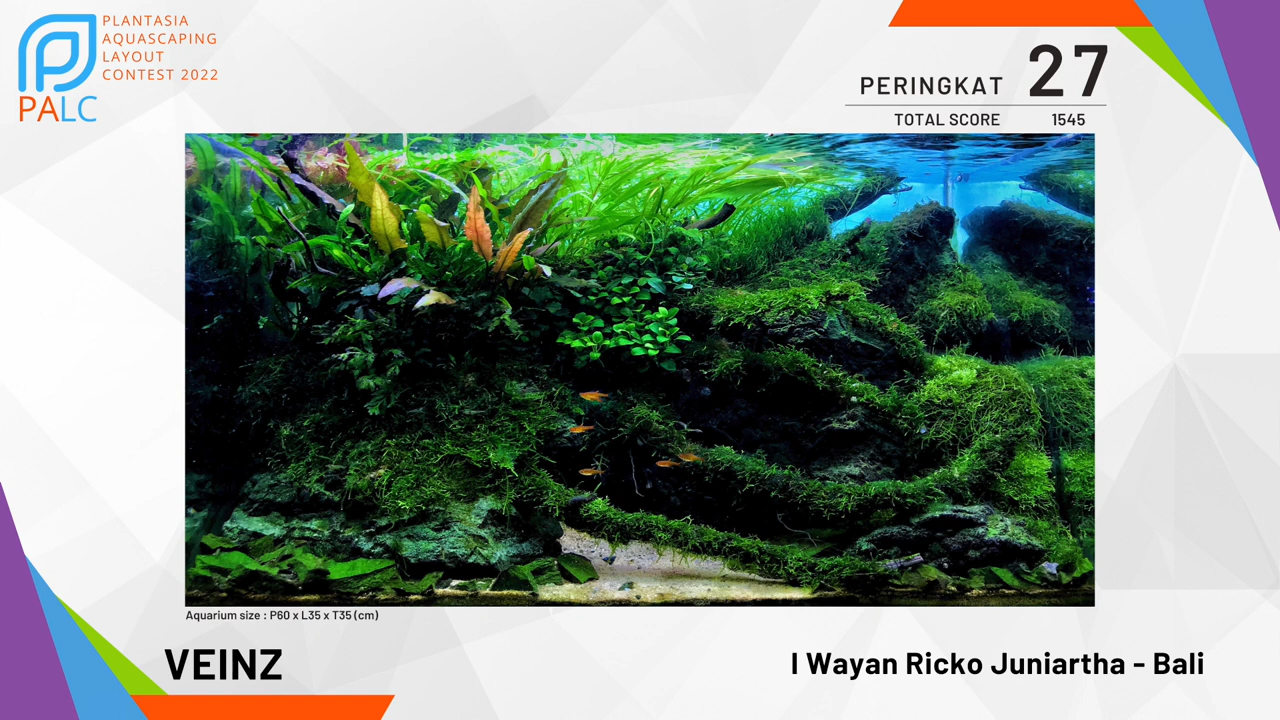 PLANTASIA
AQUASCAPING
LAYOUT
CONTEST 2022
PALC
PERINGKAT 27
TOTAL SCORE 1545
Aquarium size : P60 x L35 x T35 (cm)
VEINZ
I Wayan Ricko Juniartha - Bali